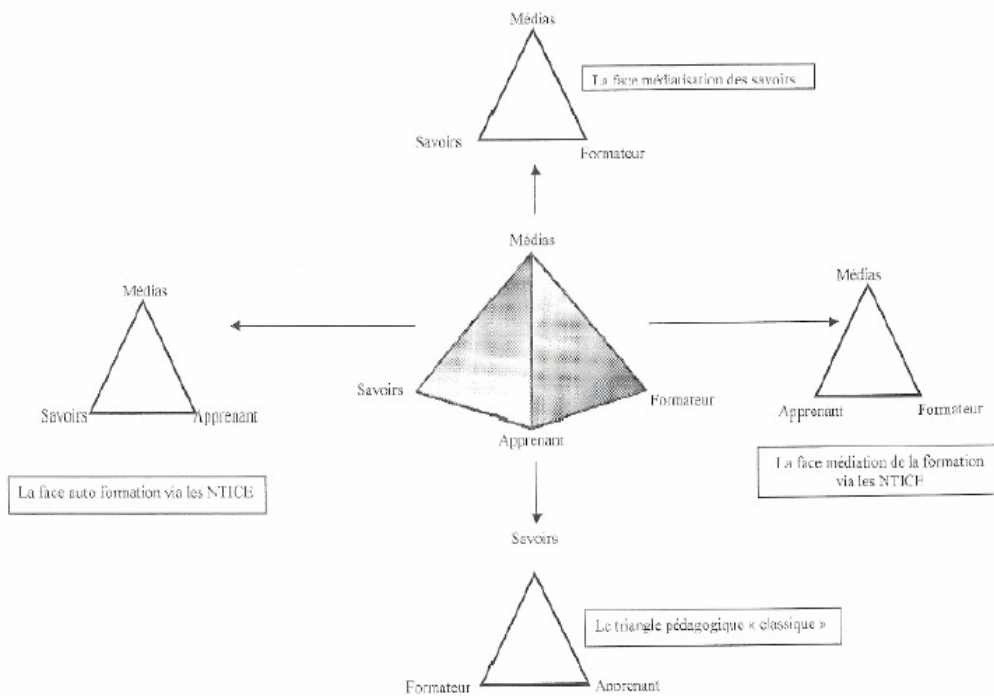 Médias
La face médiatisation des savoirs
Savoirs
Formateur
Médias
Savoirs
Formateur
Apprenant
Médias
Savoirs
Apprenant
La face auto formation via les NTICE
Médias
Apprenant
Formateur
La face médiation de la formation
via les NTICE
Savoirs
Le triangle pédagogique « classique »
Formateur
Apprenant